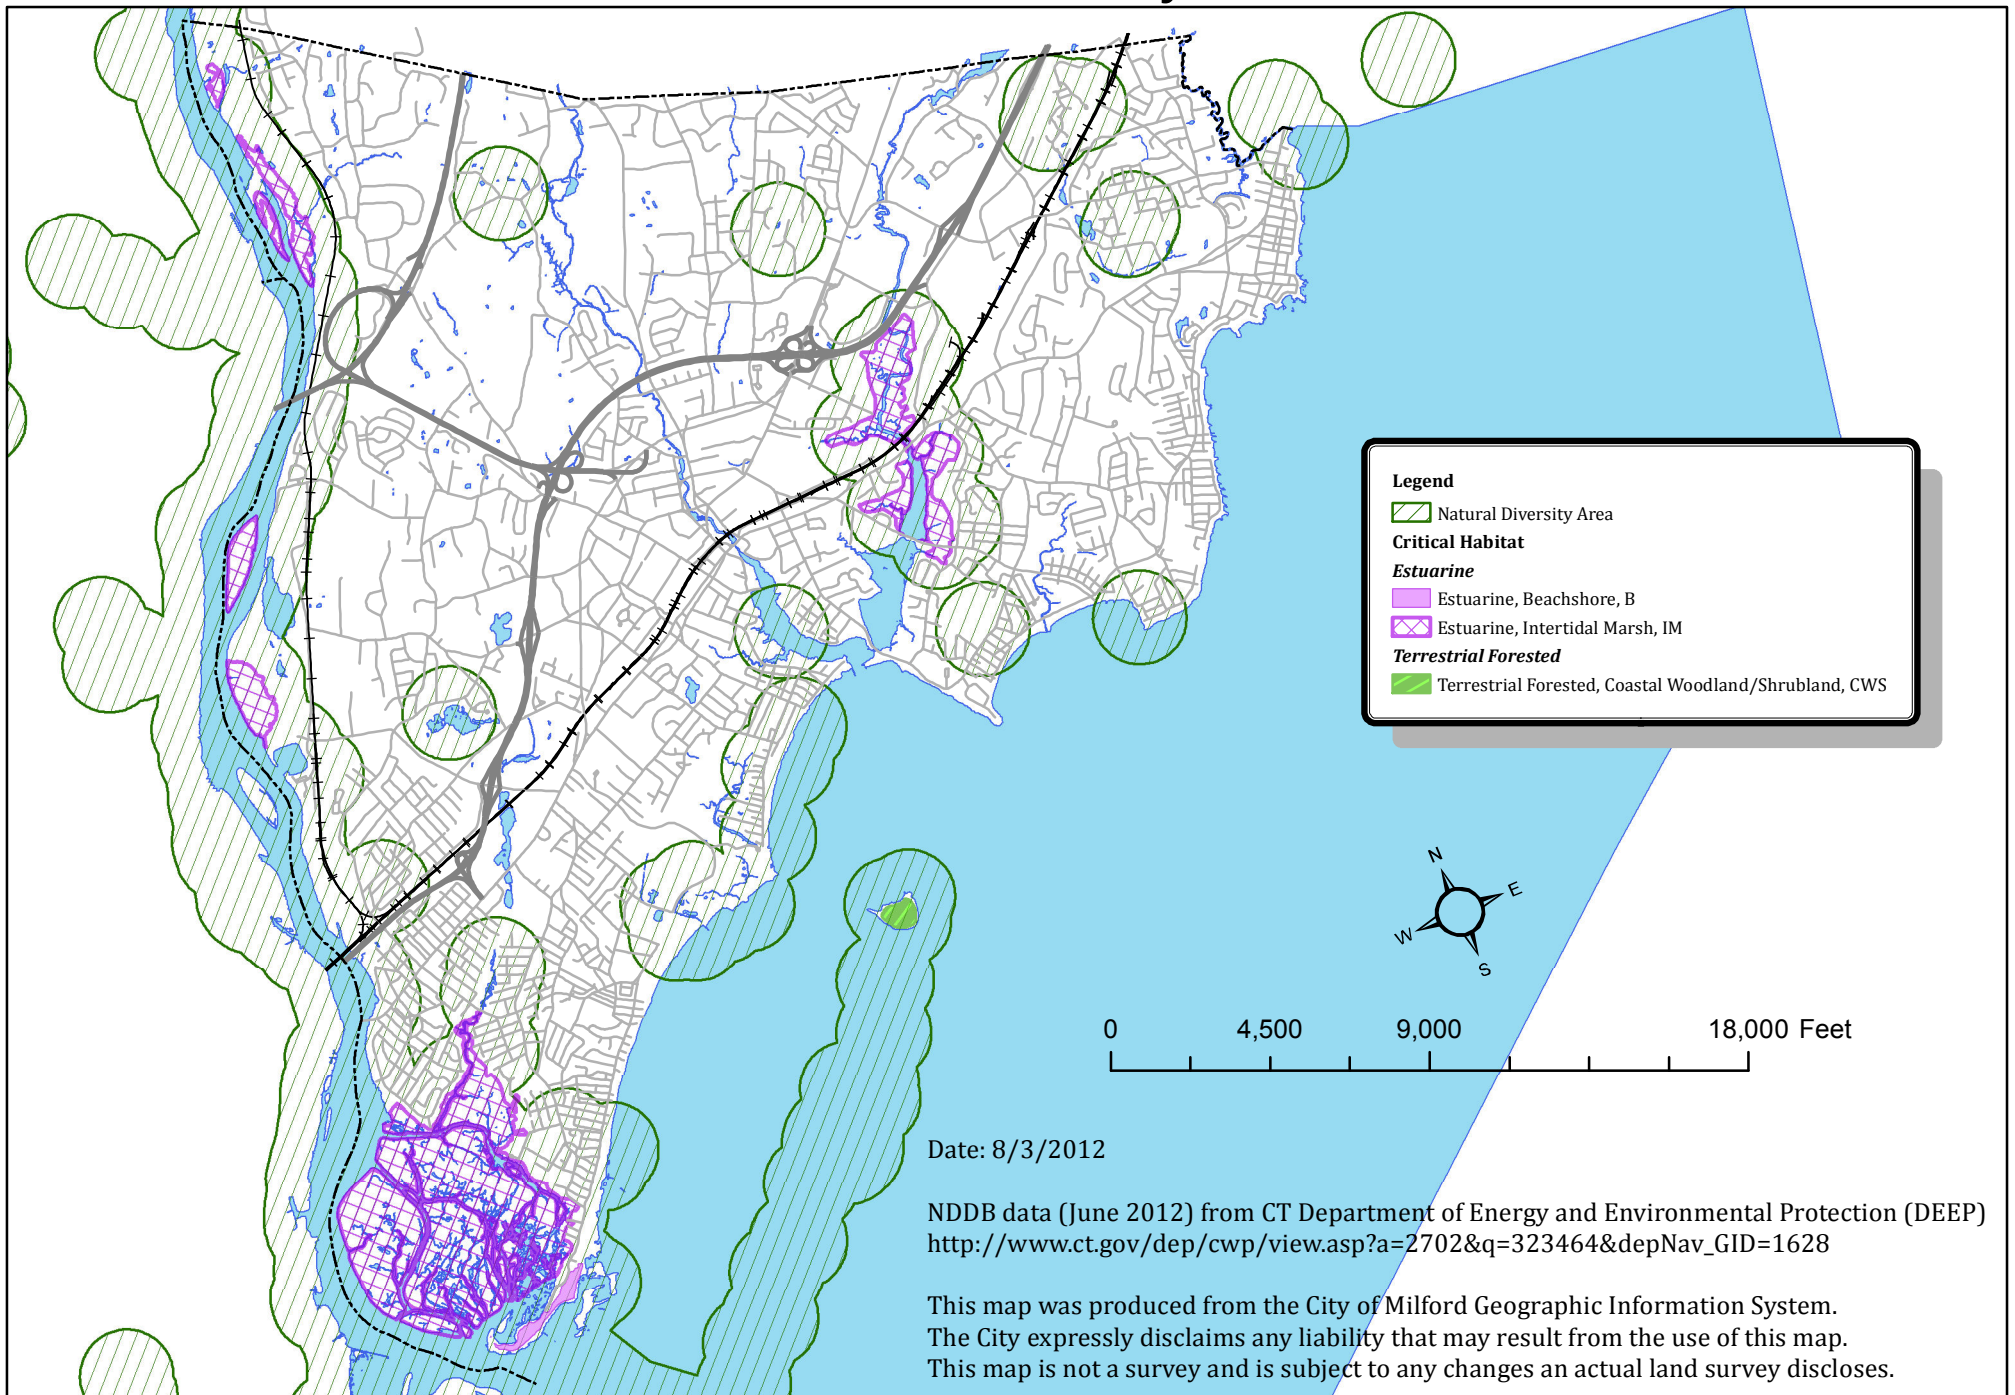 Legend
Natural Diversity Area
Critical Habitat
Estuarine
Estuarine, Beachshore, B
Estuarine, Intertidal Marsh, IM
Terrestrial Forested
Terrestrial Forested, Coastal Woodland/Shrubland, CWS
N
E
W
S
0 4,500 9,000 18,000 Feet
Date: 8/3/2012
NDDB data (June 2012) from CT Department of Energy and Environmental Protection (DEEP)
http://www.ct.gov/dep/cwp/view.asp?a=2702&q=323464&depNav_GID=1628
This map was produced from the City of Milford Geographic Information System.
The City expressly disclaims any liability that may result from the use of this map.
This map is not a survey and is subject to any changes an actual land survey discloses.